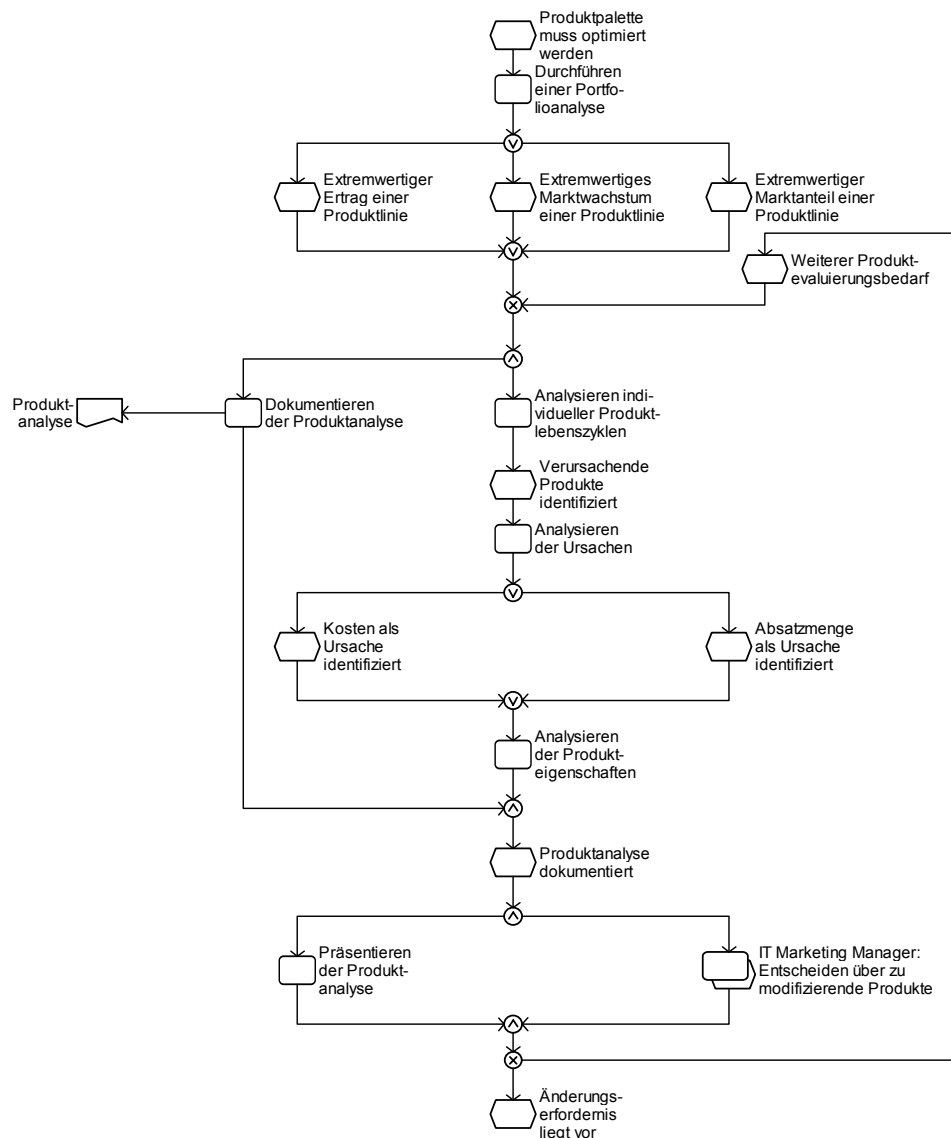 Produktpalette
muss optimiert
werden
Durchführen
einer Portfo-
lioanalyse
Extremwertiger
Ertrag einer
Produktlinie
Extremwertiges
Marktwachstum
einer Produktlinie
Extremwertiger
Marktanteil einer
Produktlinie
Weiterer Produkt-
evaluierungsbedarf
Produkt-
analyse
Dokumentieren
der Produktanalyse
Analysieren indi-
vidueller Produkt-
lebenszyklen
Verursachende
Produkte
identifiziert
Analysieren
der Ursachen
Kosten als
Ursache
identifiziert
Absatzmenge
als Ursache
identifiziert
Analysieren
der Produkt-
eigenschaften
Produktanalyse
dokumentiert
Präsentieren
der Produkt-
analyse
IT Marketing Manager:
Entscheiden über zu
modifizierende Produkte
Änderungs-
erfordernis
liegt vor